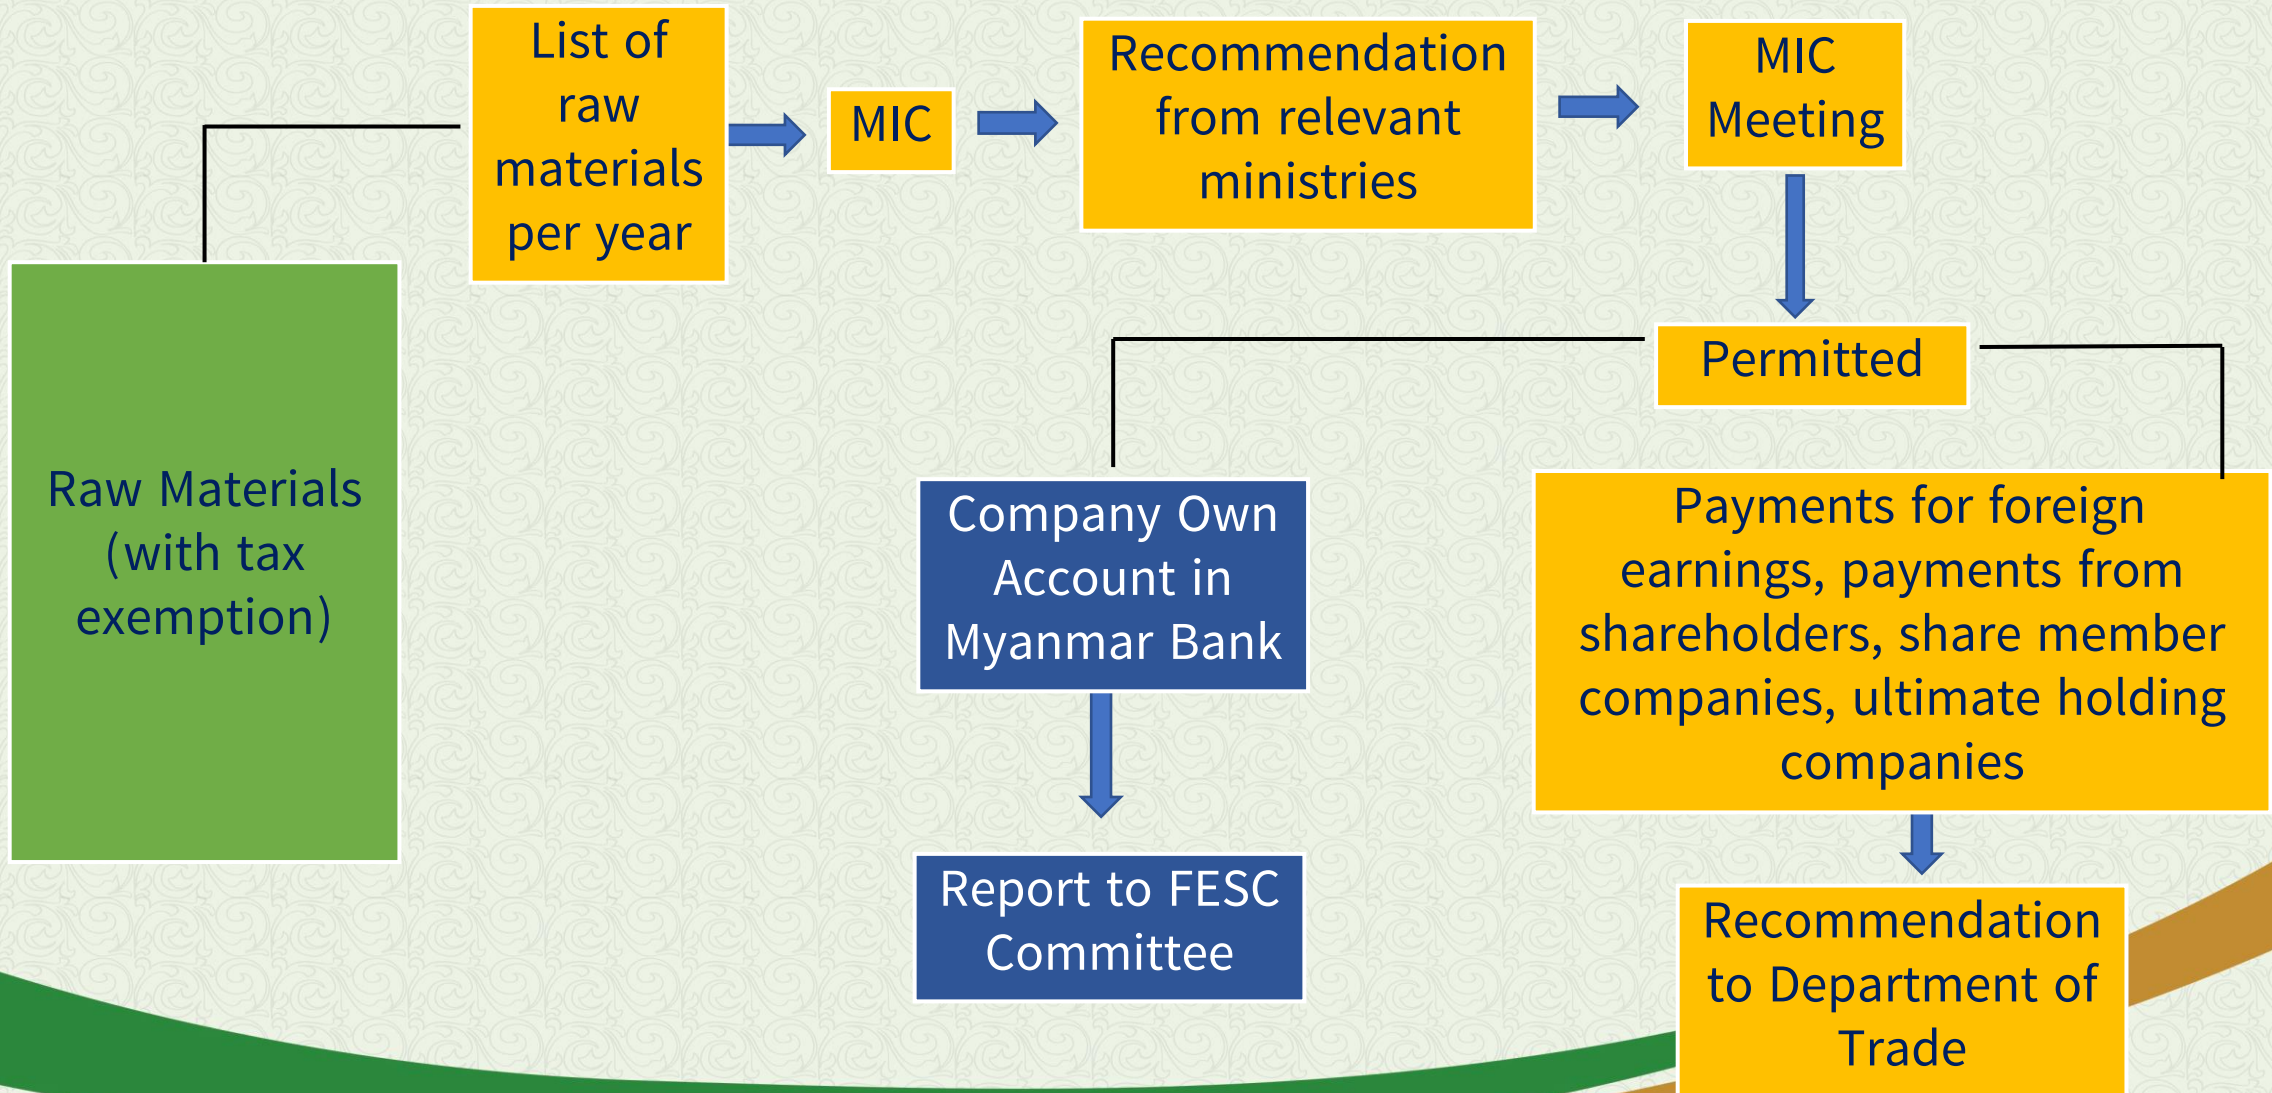 List of
raw
materials
per year
MIC
Recommendation
from relevant
ministries
MIC
Meeting
Permitted
Raw Materials
(with tax
exemption)
Company Own
Account in
Myanmar Bank
Payments for foreign
earnings, payments from
shareholders, share member
companies, ultimate holding
companies
Report to FESC
Committee
Recommendation
to Department of
Trade